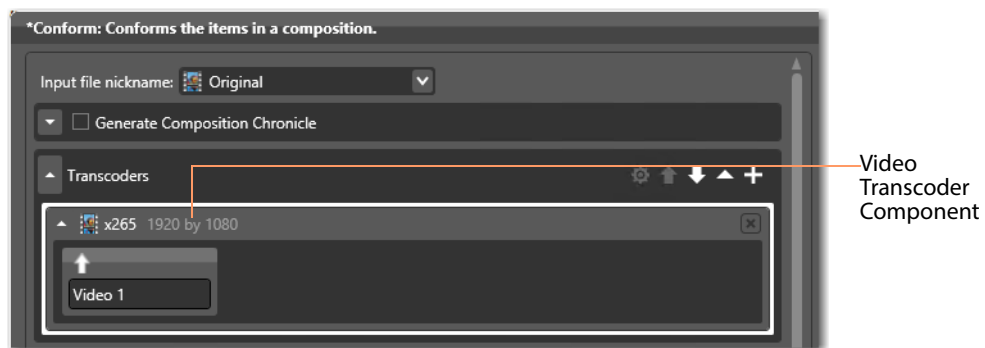 *Conform: Conforms the items in a composition.
Input file nickname: Original
Generate Composition Chronicle
Transcoders
x265 1920 by 1080
Video 1
Video
Transcoder
Component